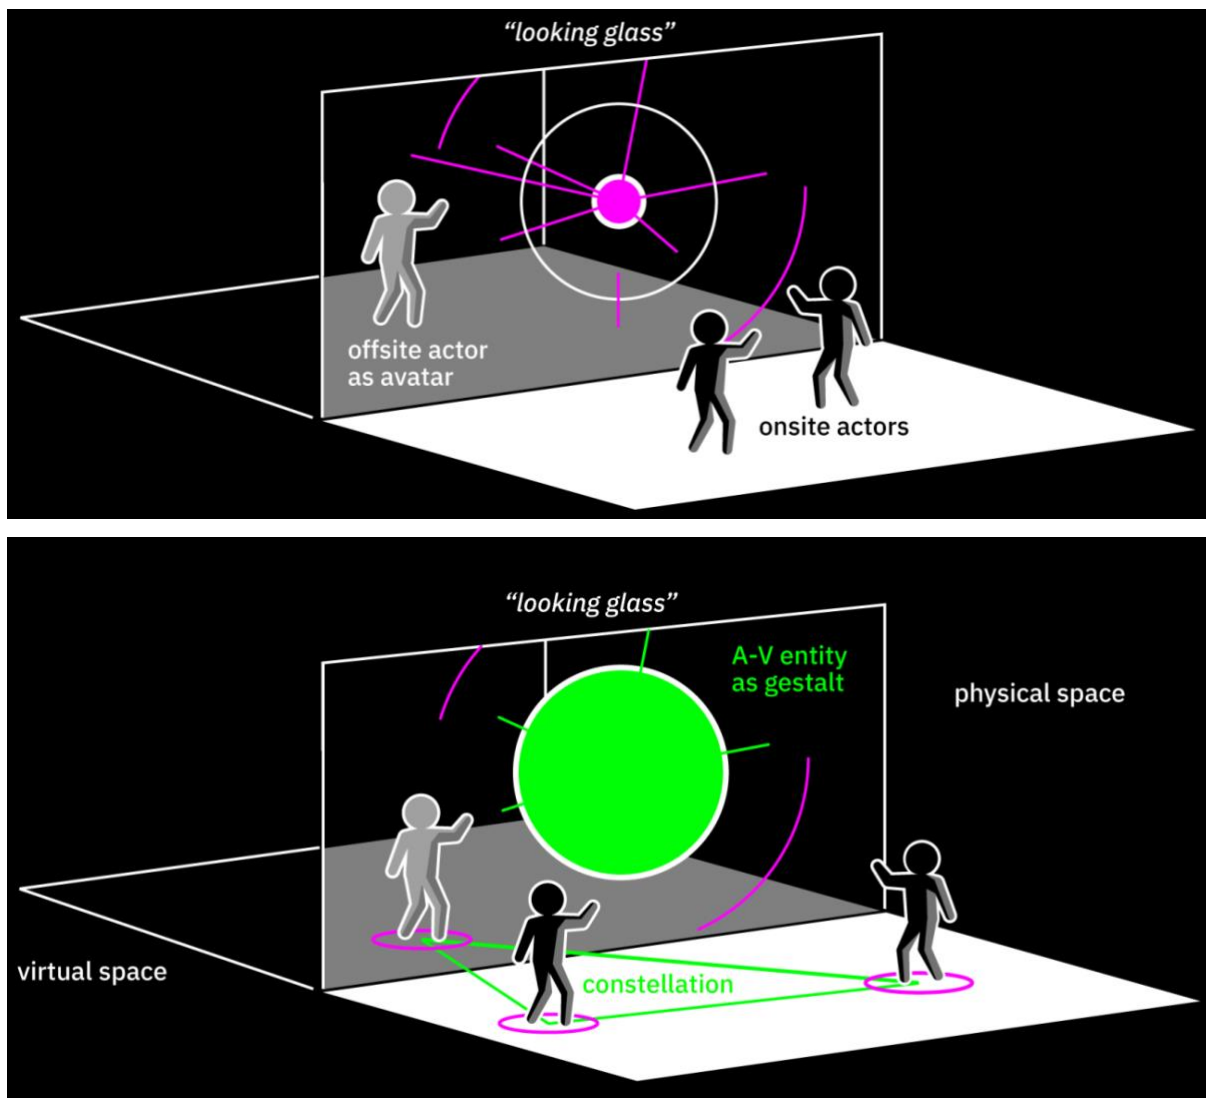 “looking glass”
offsite actor
as avatar
onsite actors
“looking glass”
A-V entity
as gestalt
physical space
virtual space
constellation